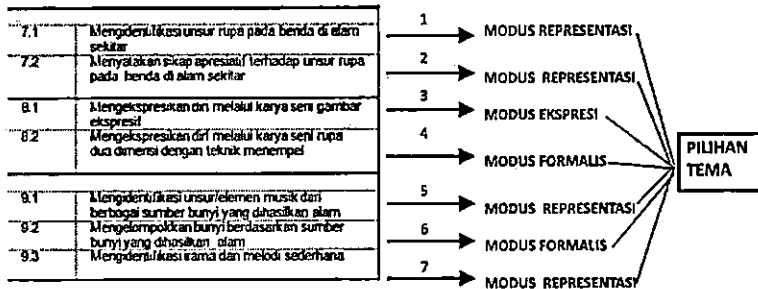 7.1 Mengidentifikasi unsur rupa pada benda di alam
sekitar
7.2 Menyatakan sikap apresiatif terhadap unsur rupa
pada benda di alam sekitar
8.1 Mengekspresikan diri melalui karya seni gambar
ekspresif
8.2 Mengekspresikan diri melalui karya seni rupa
dua dimensi dengan teknik menempel
9.1 Mengidentifikasi unsur/elemen musik dari
berbagai sumber bunyi yang dihasilkan alam
9.2 Mengelompokkan bunyi berdasarkan sumber
bunyi yang dihasilkan alam
9.3 Mengidentifikasi irama dan melodi sederhana
1 MODUS REPRESENTASI
2 MODUS REPRESENTASI
3 MODUS EKSPRESI
4 MODUS FORMALIS
5 MODUS REPRESENTASI
6 MODUS FORMALIS
7 MODUS REPRESENTASI
PILIHAN
TEMA